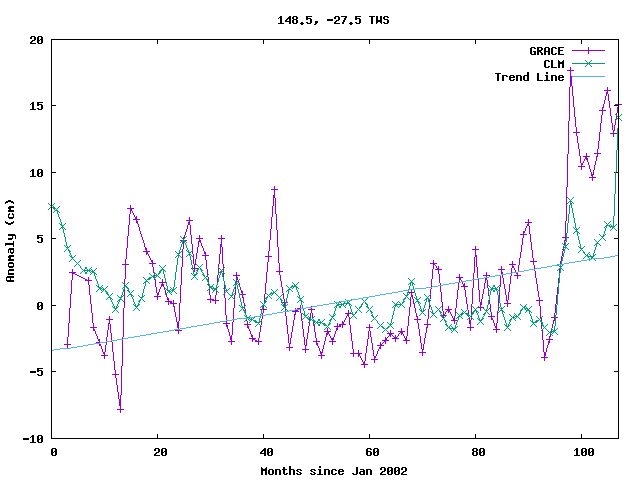 148.5, -27.5 TWS
GRACE
CLM
Trend Line
20
15
10
5
0
-5
-10
Anomaly (cm)
0 20 40 60 80 100
Months since Jan 2002